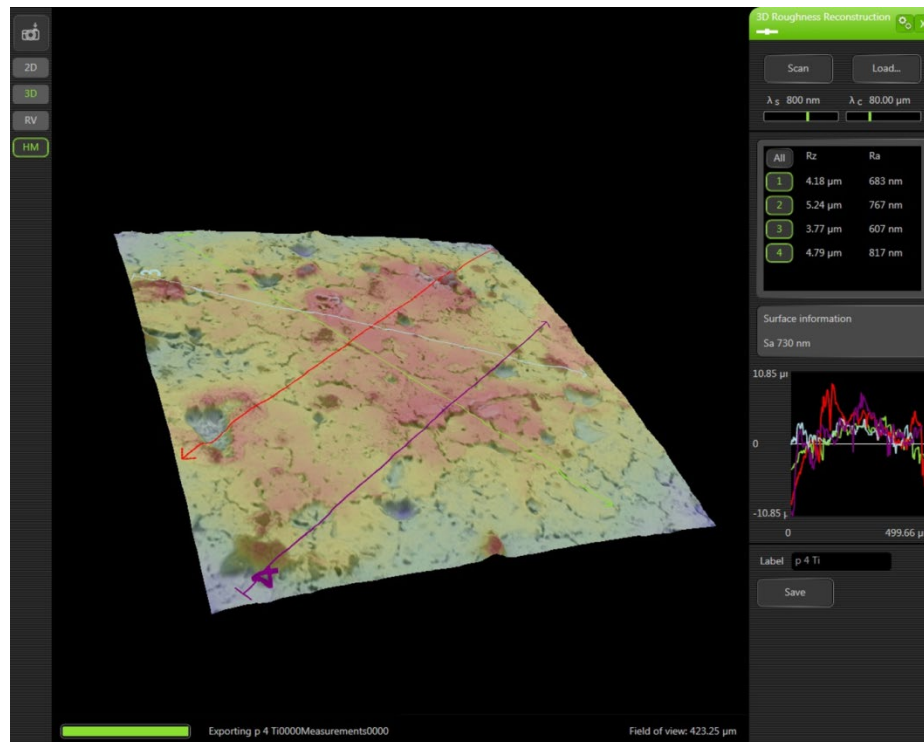 3D Roughness Reconstruction
2D
3D
RV
HM
Scan
Load...
λ s 800 nm
λ c 80.00 μm
All Rz Ra
1 4.18 μm 683 nm
2 5.24 μm 767 nm
3 3.77 μm 607 nm
4 4.79 μm 817 nm
Surface information
Sa 730 nm
10.85 μ
0
-10.85
0 499.66 μ
Label p 4 Ti
Save
4
Exporting p 4 Ti0000Measurements0000
Field of view: 423.25 μm